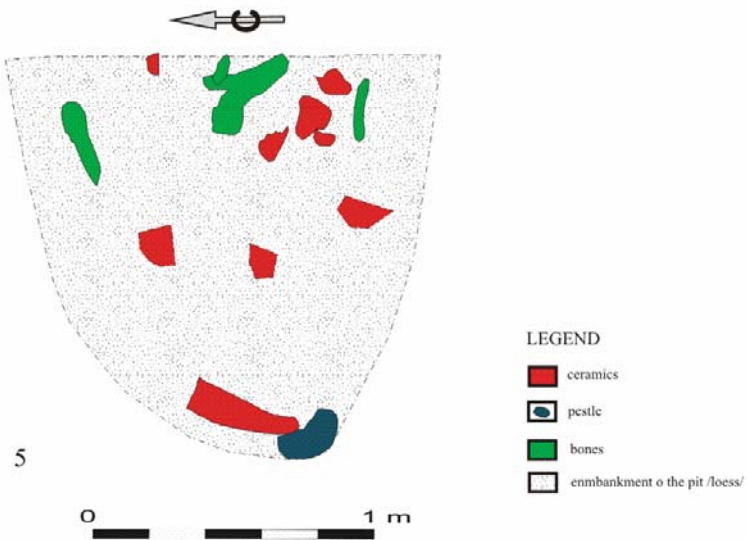 C
LEGEND
ceramics
pestle
bones
enmbankment o the pit /loess/
5
0 1 m